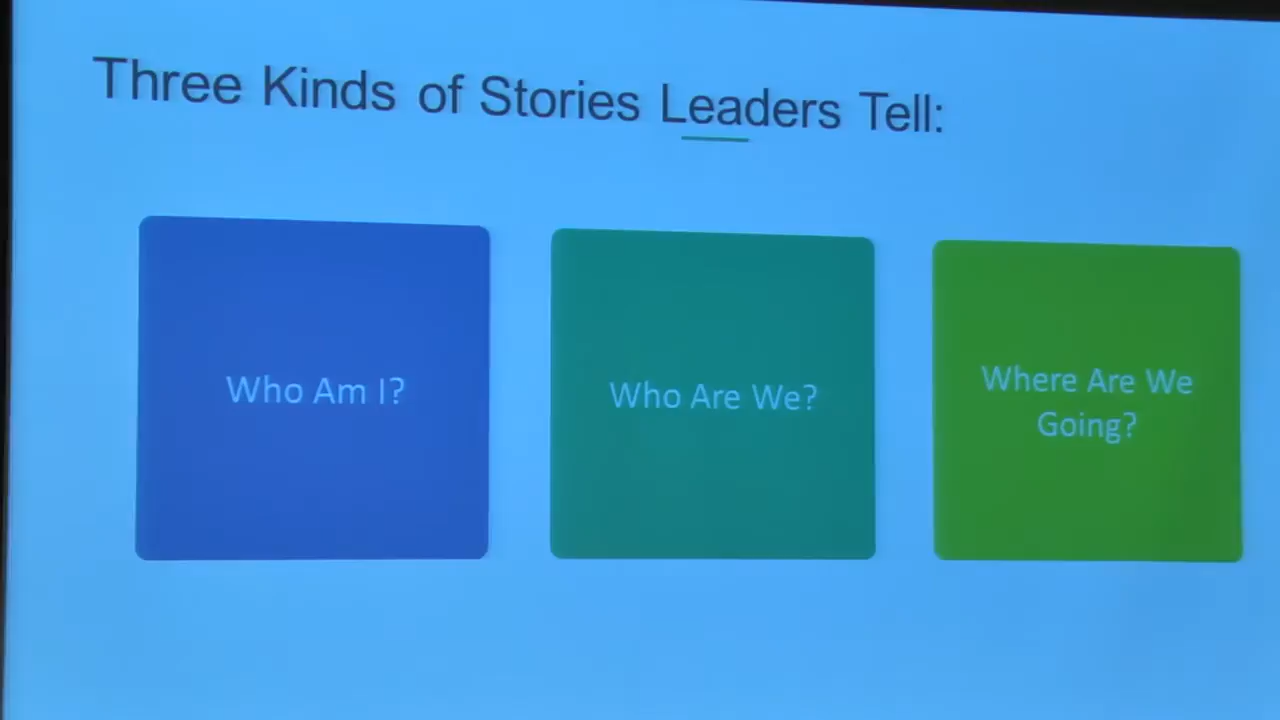 Three Kinds of Stories Leaders Tell:
Who Am I?
Who Are We?
Where Are We
Going?